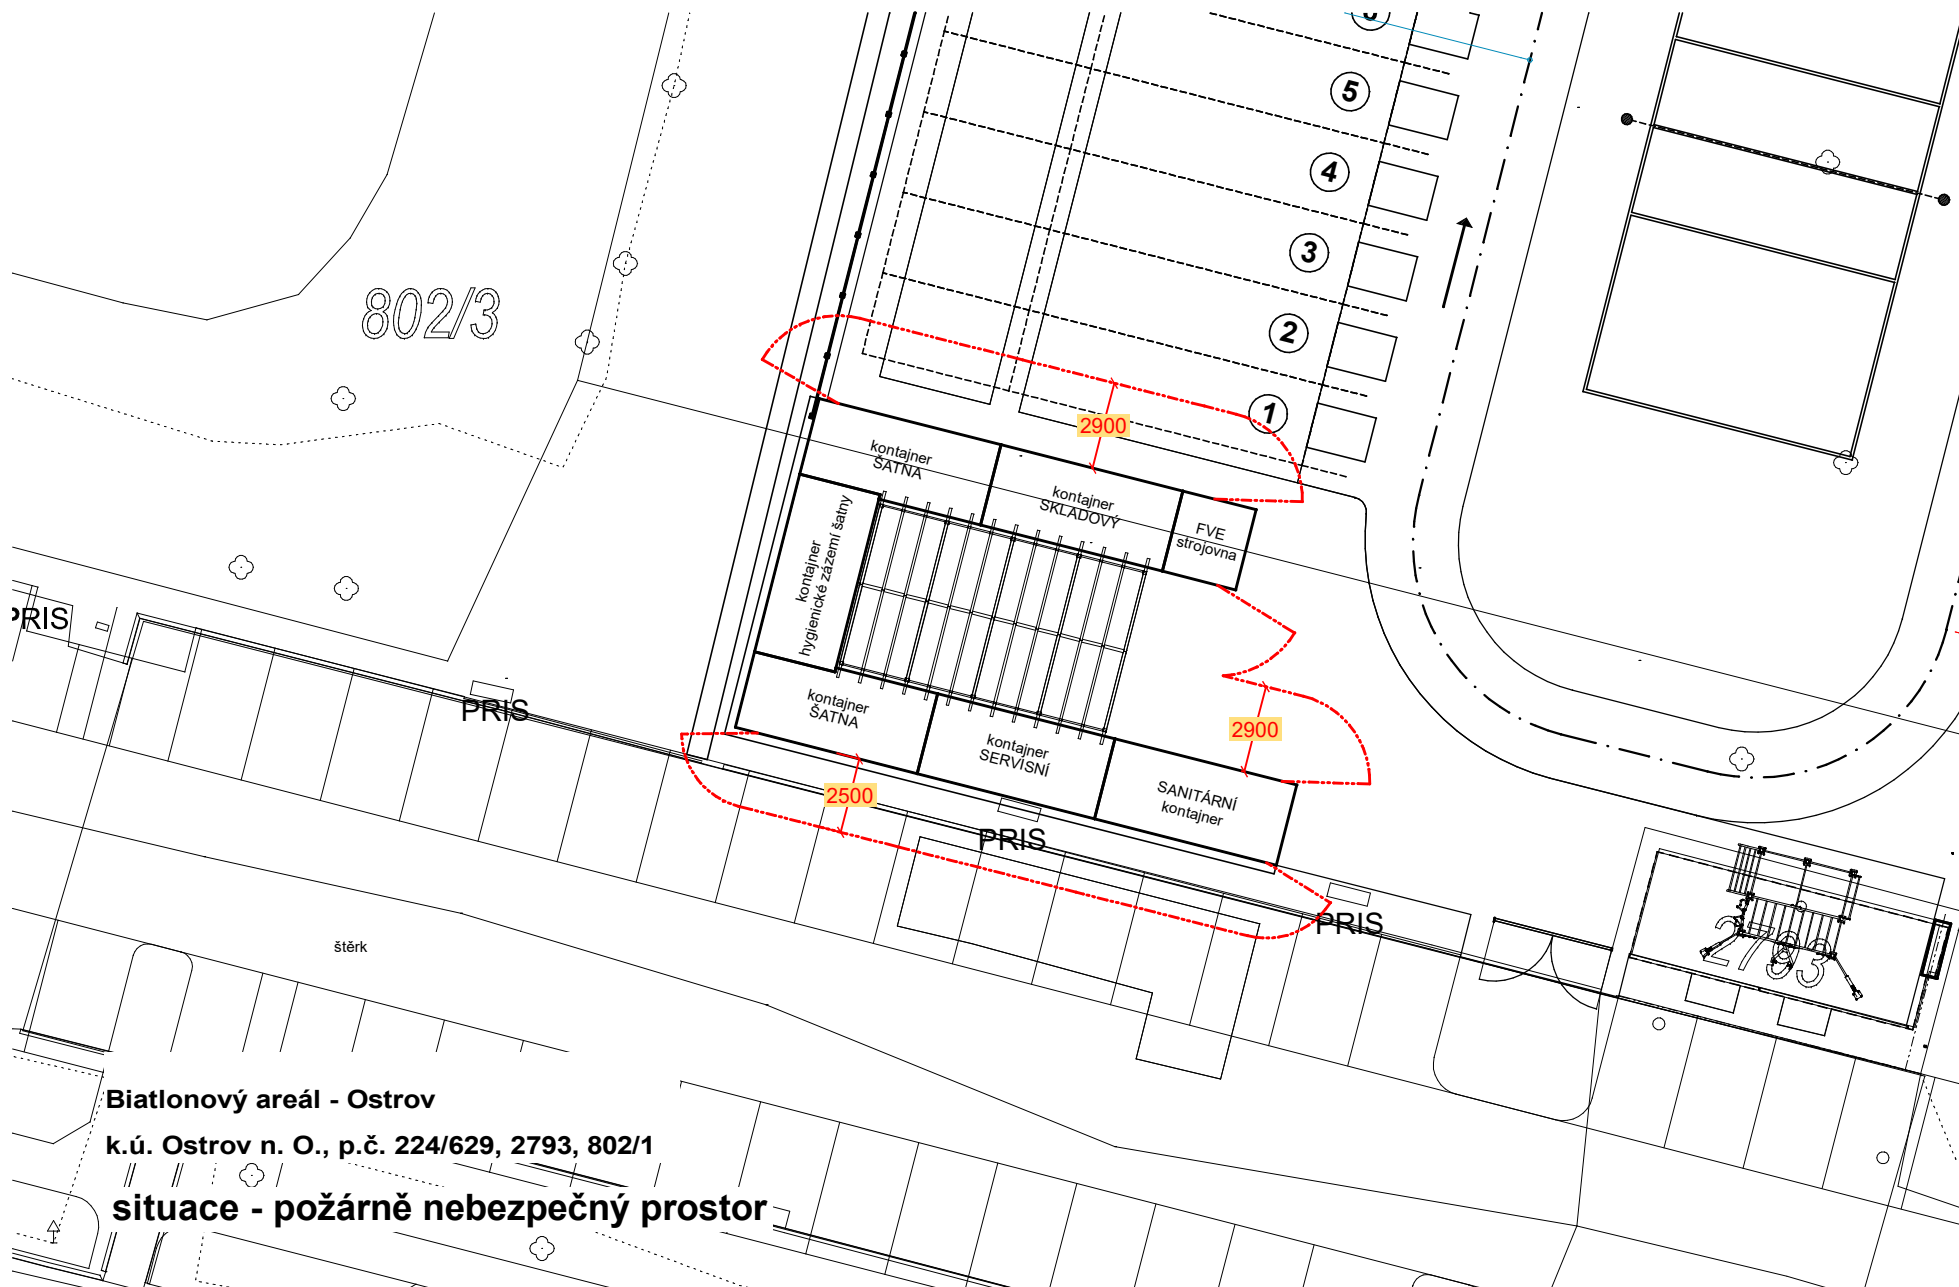 6
5
4
3
2
1
802/3
2900
kontajner
ŠATNA
kontajner
SKLADOVÝ
FVE
strojovna
kontajner
hygienické zázemí šatny
PRIS
PRIS
kontajner
ŠATNA
kontajner
SERVISNÍ
2900
2500
SANITÁRNÍ
kontajner
PRIS
PRIS
2793
štěrk
Biatlonový areál - Ostrov
k.ú. Ostrov n. O., p.č. 224/629, 2793, 802/1
situace - požárně nebezpečný prostor